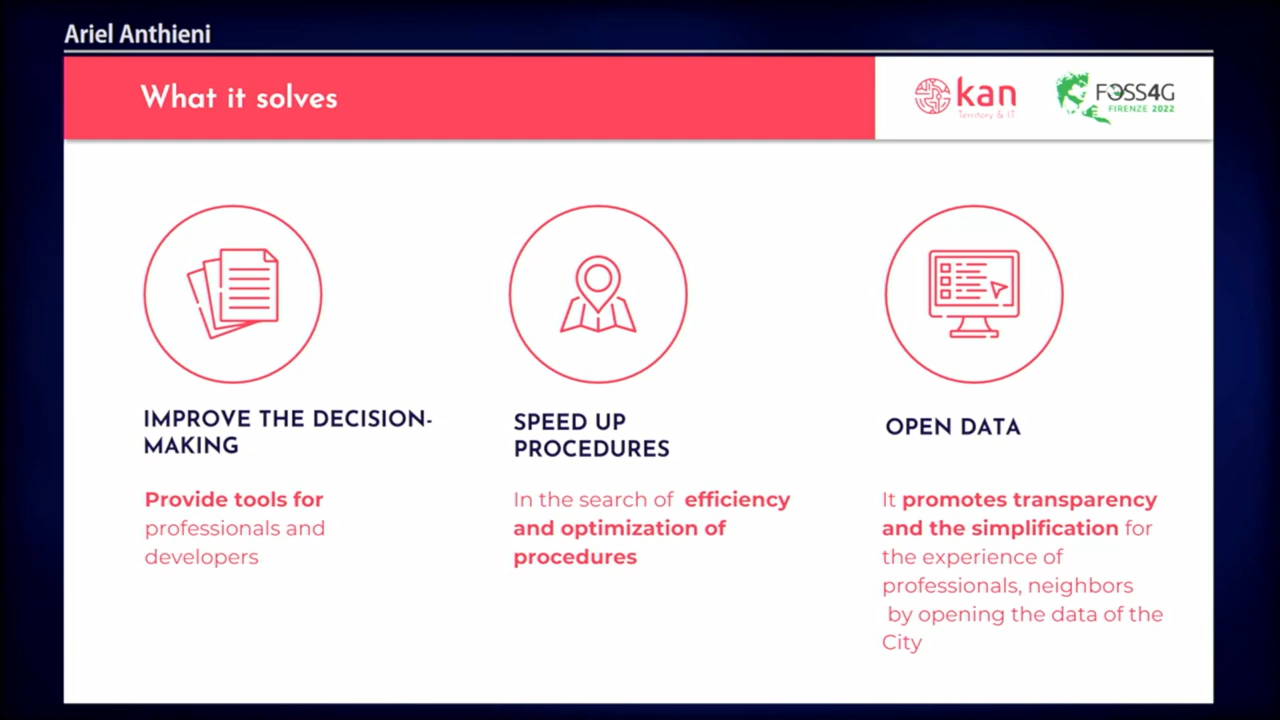 Ariel Anthieni
What it solves
kan
Territory & IT
FOSS4G
FIRENZE 2022
IMPROVE THE DECISION-
MAKING
Provide tools for
professionals and
developers
SPEED UP
PROCEDURES
In the search of efficiency
and optimization of
procedures
OPEN DATA
It promotes transparency
and the simplification for
the experience of
professionals, neighbors
by opening the data of the
City